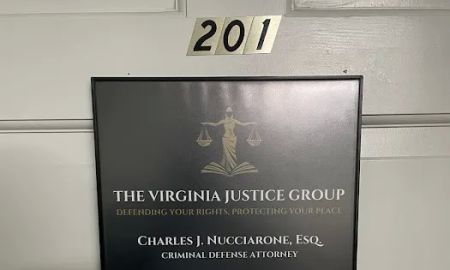 201
THE VIRGINIA JUSTICE GROUP
DEFENDING YOUR RIGHTS, PROTECTING YOUR PEACE
CHARLES J. NUCCIARONE, ESQ.
CRIMINAL DEFENSE ATTORNEY